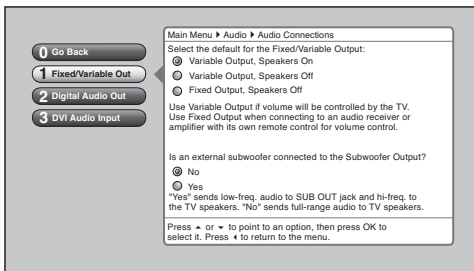 Main Menu ▶ Audio ▶ Audio Connections
0 Go Back
1 Fixed/Variable Out
2 Digital Audio Out
3 DVI Audio Input
Select the default for the Fixed/Variable Output:
Variable Output, Speakers On
Variable Output, Speakers Off
Fixed Output, Speakers Off
Use Variable Output if volume will be controlled by the TV.
Use Fixed Output when connecting to an audio receiver or
amplifier with its own remote control for volume control.
Is an external subwoofer connected to the Subwoofer Output?
No
Yes
"Yes" sends low-freq. audio to SUB OUT jack and hi-freq. to
the TV speakers. "No" sends full-range audio to TV speakers.
Press ▲ or ▼ to point to an option, then press OK to
select it. Press ◀ to return to the menu.